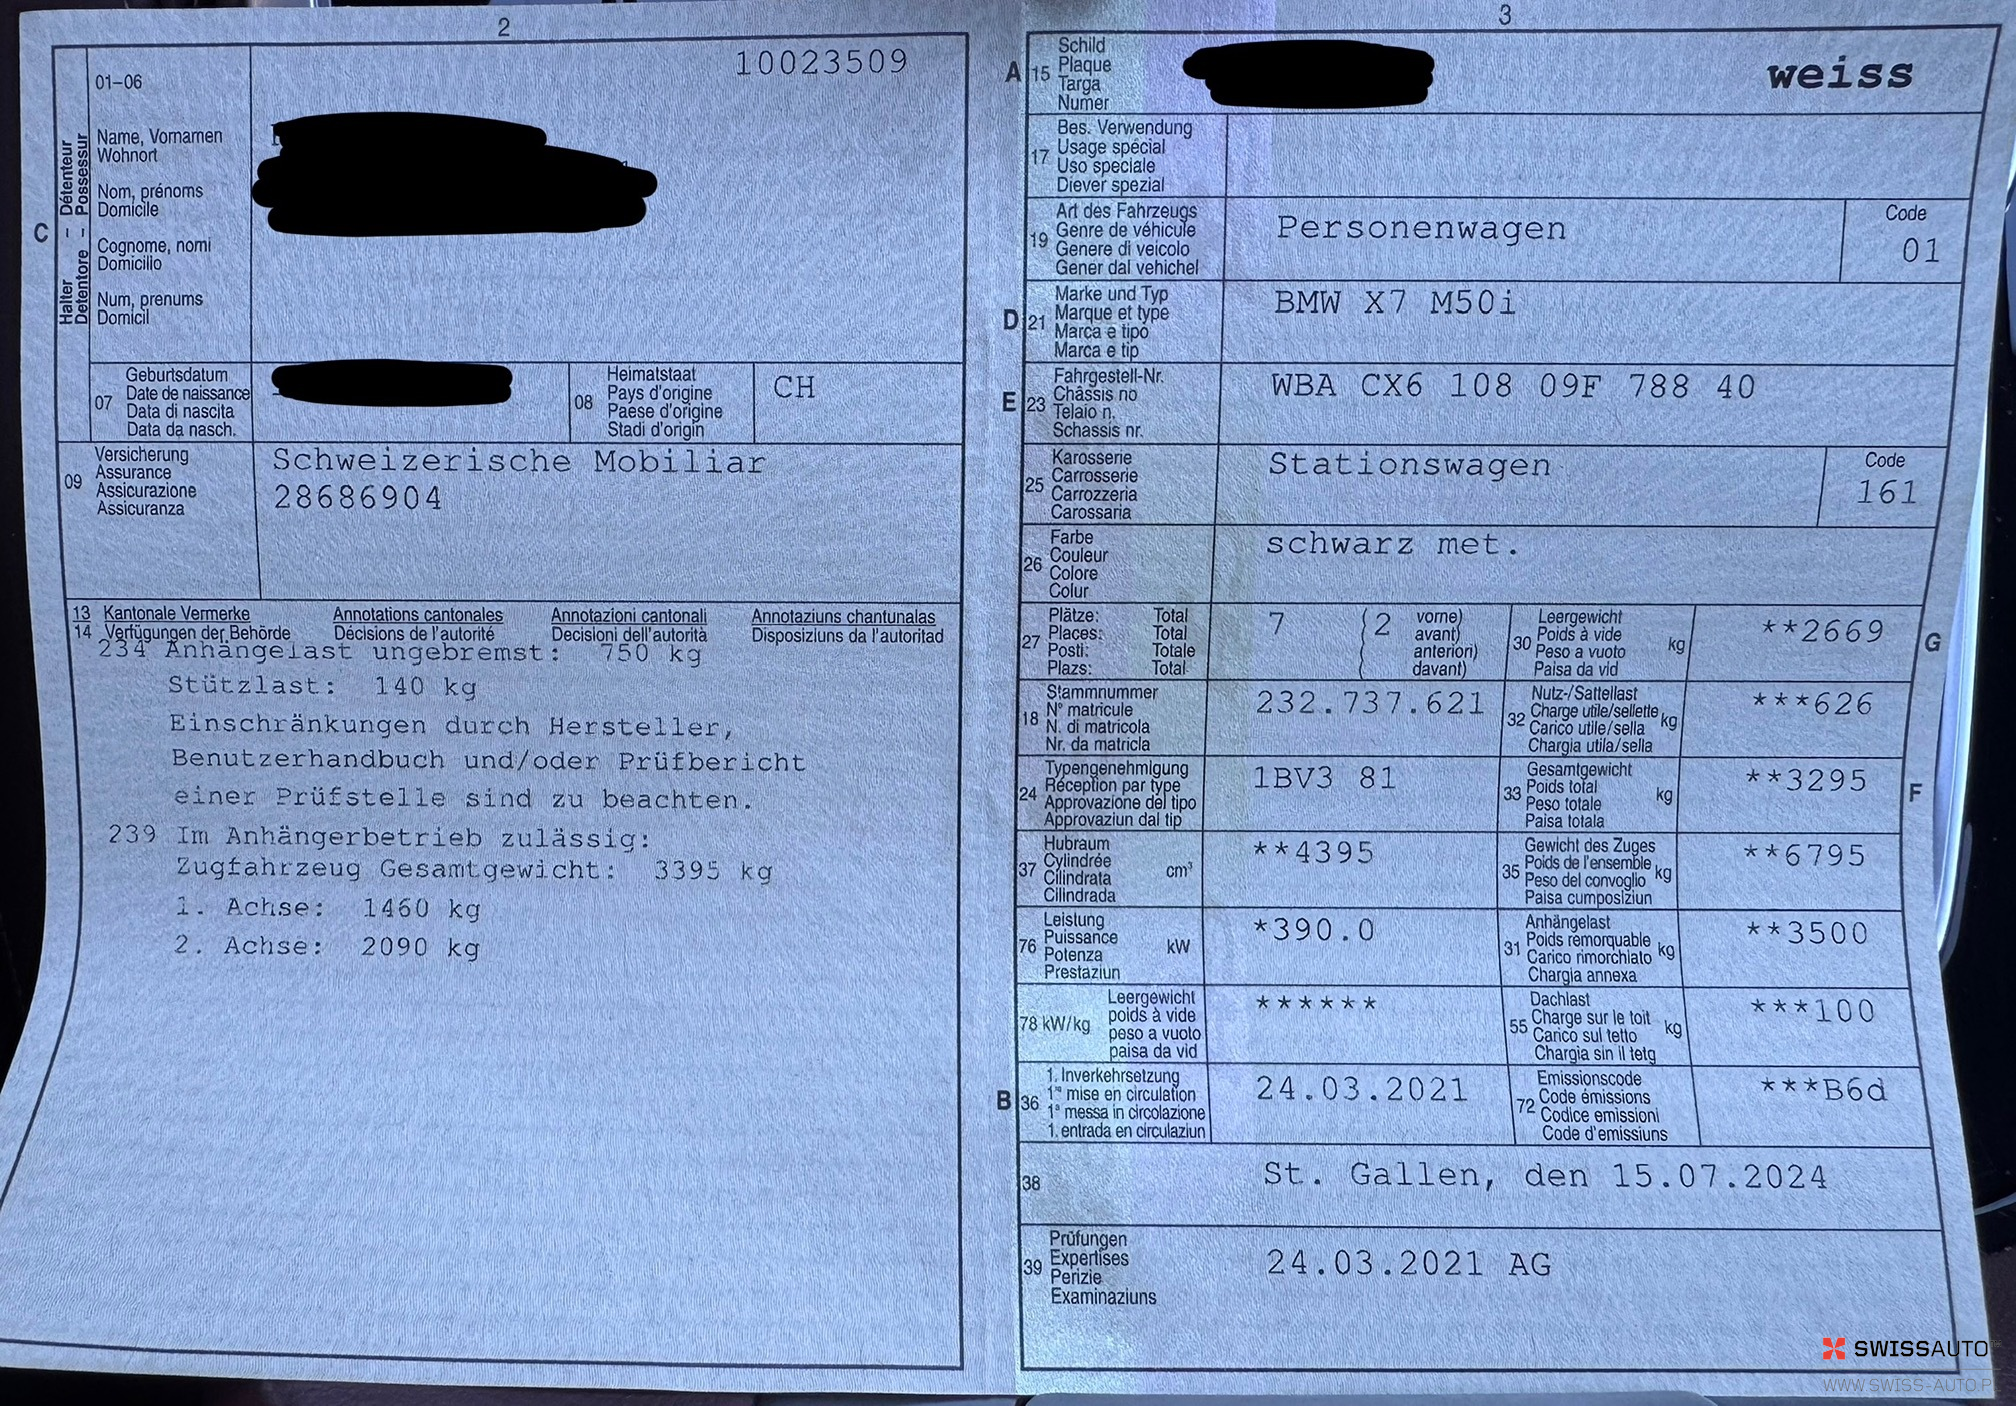 2
10023509
01-06
Halter – Détenteur
Detentore – Possessur
C
Name, Vornamen
Wohnort
Nom, prénoms
Domicile
Cognome, nomi
Domicilio
Num, prenums
Domicil
07
Geburtsdatum
Date de naissance
Data di nascita
Data da nasch.
08
Heimatstaat
Pays d'origine
Paese d'origine
Stadi d'origin
CH
09
Versicherung
Assurance
Assicurazione
Assicuranza
Schweizerische Mobiliar
28686904
13 Kantonale Vermerke Annotations cantonales Annotazioni cantonali Annotaziuns chantunalas
14 Verfügungen der Behörde Décisions de l'autorité Decisioni dell'autorità Disposiziuns da l'autoritad
234 Anhängelast ungebremst: 750 kg
Stützlast: 140 kg
Einschränkungen durch Hersteller,
Benutzerhandbuch und/oder Prüfbericht
einer Prüfstelle sind zu beachten.
239 Im Anhängerbetrieb zulässig:
Zugfahrzeug Gesamtgewicht: 3395 kg
1. Achse: 1460 kg
2. Achse: 2090 kg
3
A
15
Schild
Plaque
Targa
Numer
weiss
17
Bes. Verwendung
Usage spécial
Uso speciale
Diever spezial
19
Art des Fahrzeugs
Genre de véhicule
Genere di veicolo
Gener dal vehichel
Personenwagen
Code
01
D
21
Marke und Typ
Marque et type
Marca e tipo
Marca e tip
BMW X7 M50i
E
23
Fahrgestell-Nr.
Châssis no
Telaio n.
Schassis nr.
WBA CX6 108 09F 788 40
25
Karosserie
Carrosserie
Carrozzeria
Carossaria
Stationswagen
Code
161
26
Farbe
Couleur
Colore
Colur
schwarz met.
27
Plätze: Total
Places: Total
Posti: Totale
Plazs: Total
7 (2 vorne)
( avant)
( anteriori)
( davant)
30
Leergewicht
Poids à vide
Peso a vuoto
Paisa da vid
kg
**2669
G
18
Stammnummer
N° matricule
N. di matricola
Nr. da matricla
232.737.621
32
Nutz-/Sattellast
Charge utile/sellette
Carico utile/sella
Chargia utila/sella
kg
***626
24
Typengenehmigung
Réception par type
Approvazione del tipo
Approvaziun dal tip
1BV3 81
33
Gesamtgewicht
Poids total
Peso totale
Paisa totala
kg
**3295
F
37
Hubraum
Cylindrée
Cilindrata
Cilindrada
cm³
**4395
35
Gewicht des Zuges
Poids de l'ensemble
Peso del convoglio
Paisa cumposiziun
kg
**6795
76
Leistung
Puissance
Potenza
Prestaziun
kW
*390.0
31
Anhängelast
Poids remorquable
Carico rimorchiato
Chargia annexa
kg
**3500
78 kW/kg
Leergewicht
poids à vide
peso a vuoto
paisa da vid
******
55
Dachlast
Charge sur le toit
Carico sul tetto
Chargia sin il tetg
kg
***100
B
36
1. Inverkehrsetzung
1re mise en circulation
1a messa in circolazione
1. entrada en circulaziun
24.03.2021
72
Emissionscode
Code émissions
Codice emissioni
Code d'emissiuns
***B6d
38
St. Gallen, den 15.07.2024
39
Prüfungen
Expertises
Perizie
Examinaziuns
24.03.2021 AG
SWISSAUTO
WWW.SWISS-AUTO.P